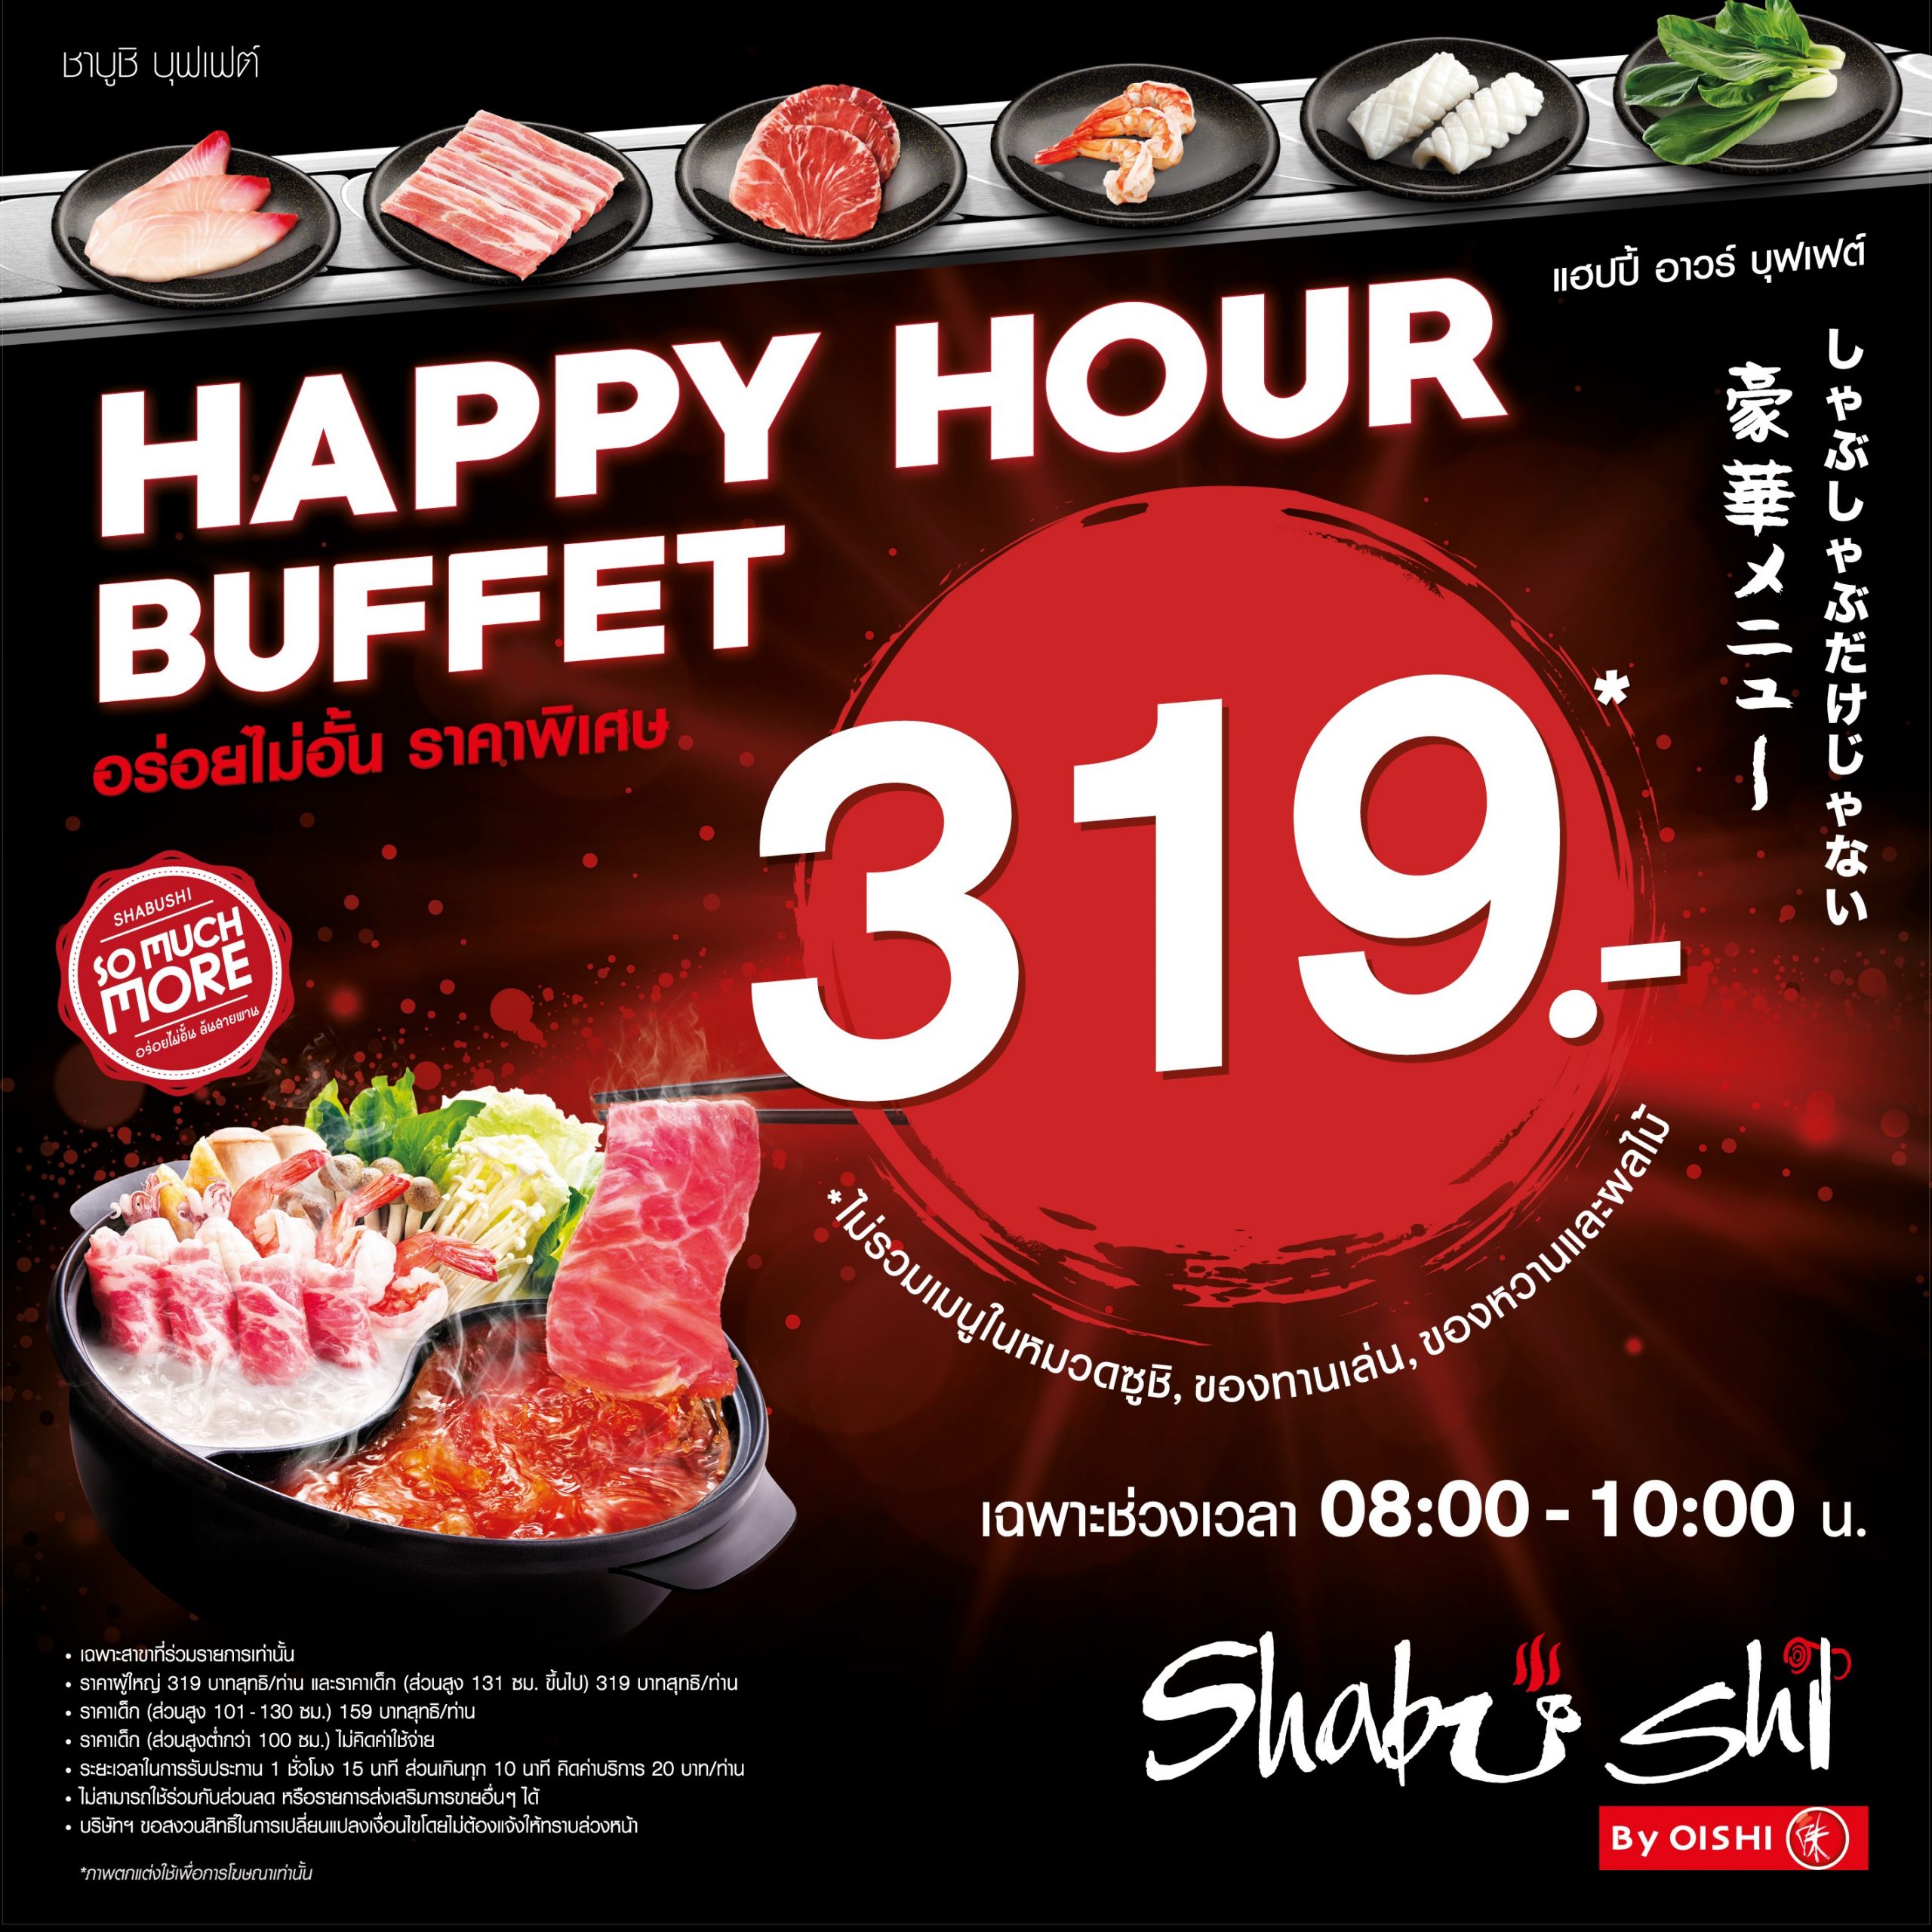 ชาบูชิ บุฟเฟต์
แฮปปี้ อาวร์ บุฟเฟต์
HAPPY HOUR
BUFFET
อร่อยไม่อั้น ราคาพิเศษ
しゃぶしゃぶだけじゃない
豪華メニュー
319.-*
SHABUSHI
SO MUCH
MORE
อร่อยไม่อั้น ล้นสายพาน
*ไม่รวมเมนูในหมวดซูชิ, ของทานเล่น, ของหวานและผลไม้
เฉพาะช่วงเวลา 08:00 - 10:00 น.
• เฉพาะสาขาที่ร่วมรายการเท่านั้น
• ราคาผู้ใหญ่ 319 บาทสุทธิ/ท่าน และราคาเด็ก (ส่วนสูง 131 ซม. ขึ้นไป) 319 บาทสุทธิ/ท่าน
• ราคาเด็ก (ส่วนสูง 101 - 130 ซม.) 159 บาทสุทธิ/ท่าน
• ราคาเด็ก (ส่วนสูงต่ำกว่า 100 ซม.) ไม่คิดค่าใช้จ่าย
• ระยะเวลาในการรับประทาน 1 ชั่วโมง 15 นาที ส่วนเกินทุก 10 นาที คิดค่าบริการ 20 บาท/ท่าน
• ไม่สามารถใช้ร่วมกับส่วนลด หรือรายการส่งเสริมการขายอื่นๆ ได้
• บริษัทฯ ขอสงวนสิทธิ์ในการเปลี่ยนแปลงเงื่อนไขโดยไม่ต้องแจ้งให้ทราบล่วงหน้า
*ภาพตกแต่งใช้เพื่อการโฆษณาเท่านั้น
Shabu shi
By OISHI 味